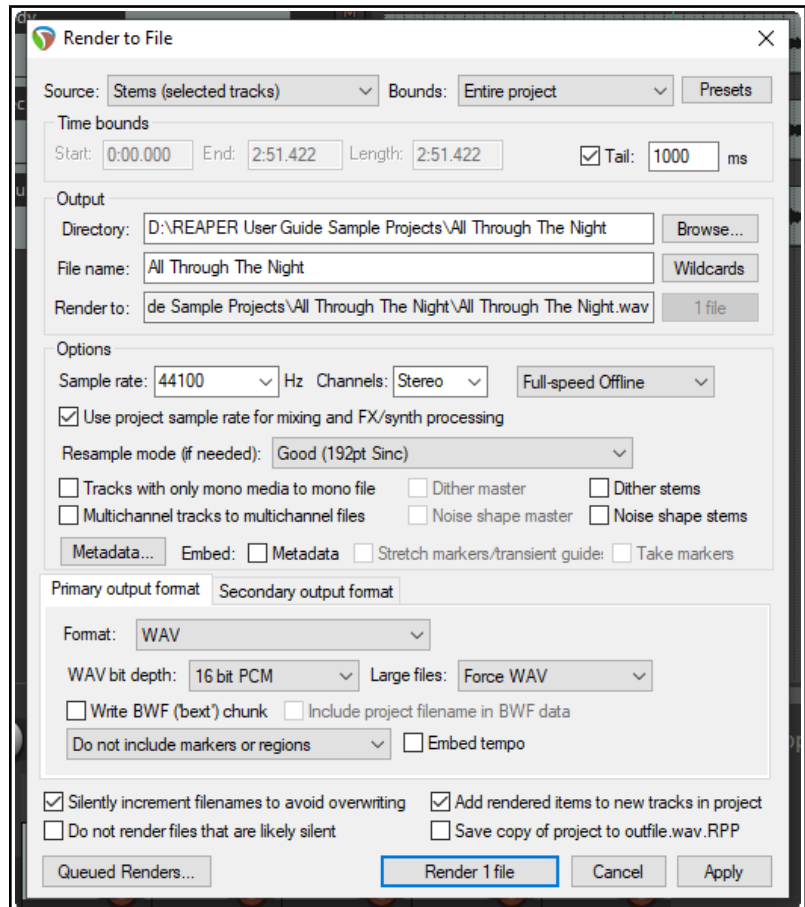 Render to File
Source: Stems (selected tracks) Bounds: Entire project Presets
Time bounds
Start: 0:00.000 End: 2:51.422 Length: 2:51.422 Tail: 1000 ms
Output
Directory: D:\REAPER User Guide Sample Projects\All Through The Night Browse...
File name: All Through The Night Wildcards
Render to: de Sample Projects\All Through The Night\All Through The Night.wav 1 file
Options
Sample rate: 44100 Hz Channels: Stereo Full-speed Offline
Use project sample rate for mixing and FX/synth processing
Resample mode (if needed): Good (192pt Sinc)
Tracks with only mono media to mono file Dither master Dither stems
Multichannel tracks to multichannel files Noise shape master Noise shape stems
Metadata... Embed: Metadata Stretch markers/transient guides Take markers
Primary output format Secondary output format
Format: WAV
WAV bit depth: 16 bit PCM Large files: Force WAV
Write BWF ('bext') chunk Include project filename in BWF data
Do not include markers or regions Embed tempo
Silently increment filenames to avoid overwriting Add rendered items to new tracks in project
Do not render files that are likely silent Save copy of project to outfile.wav.RPP
Queued Renders... Render 1 file Cancel Apply